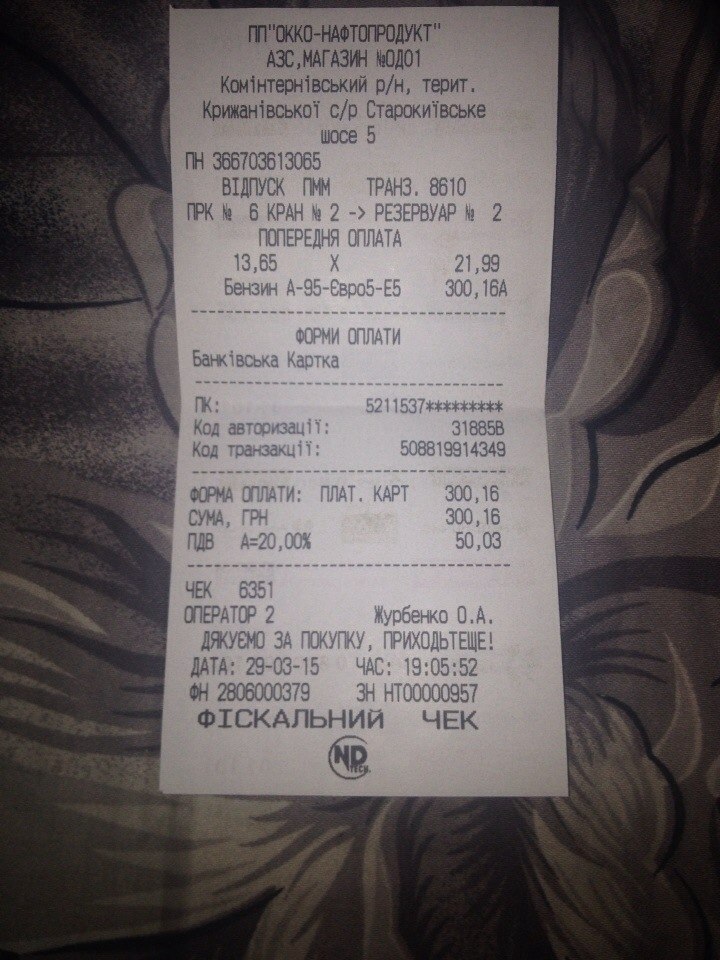 ПП"ОККО-НАФТОПРОДУКТ"
АЗС,МАГАЗИН №ОД01
Комінтернівський р/н, терит.
Крижанівської с/р Старокиївське
шосе 5
ПН 366703613065
ВІДПУСК ПММ ТРАНЗ. 8610
ПРК № 6 КРАН № 2 -> РЕЗЕРВУАР № 2
ПОПЕРЕДНЯ ОПЛАТА
13,65 X 21,99
Бензин А-95-Євро5-Е5 300,16А
ФОРМИ ОПЛАТИ
Банківська Картка
ПК: 5211537*********
Код авторизації: 31885B
Код транзакції: 508819914349
ФОРМА ОПЛАТИ: ПЛАТ. КАРТ 300,16
СУМА, ГРН 300,16
ПДВ А=20,00% 50,03
ЧЕК 6351
ОПЕРАТОР 2 Журбенко О.А.
ДЯКУЄМО ЗА ПОКУПКУ, ПРИХОДЬТЕЩЕ!
ДАТА: 29-03-15 ЧАС: 19:05:52
ФН 2806000379 ЗН НТ00000957
ФІСКАЛЬНИЙ ЧЕК
ND TECH.